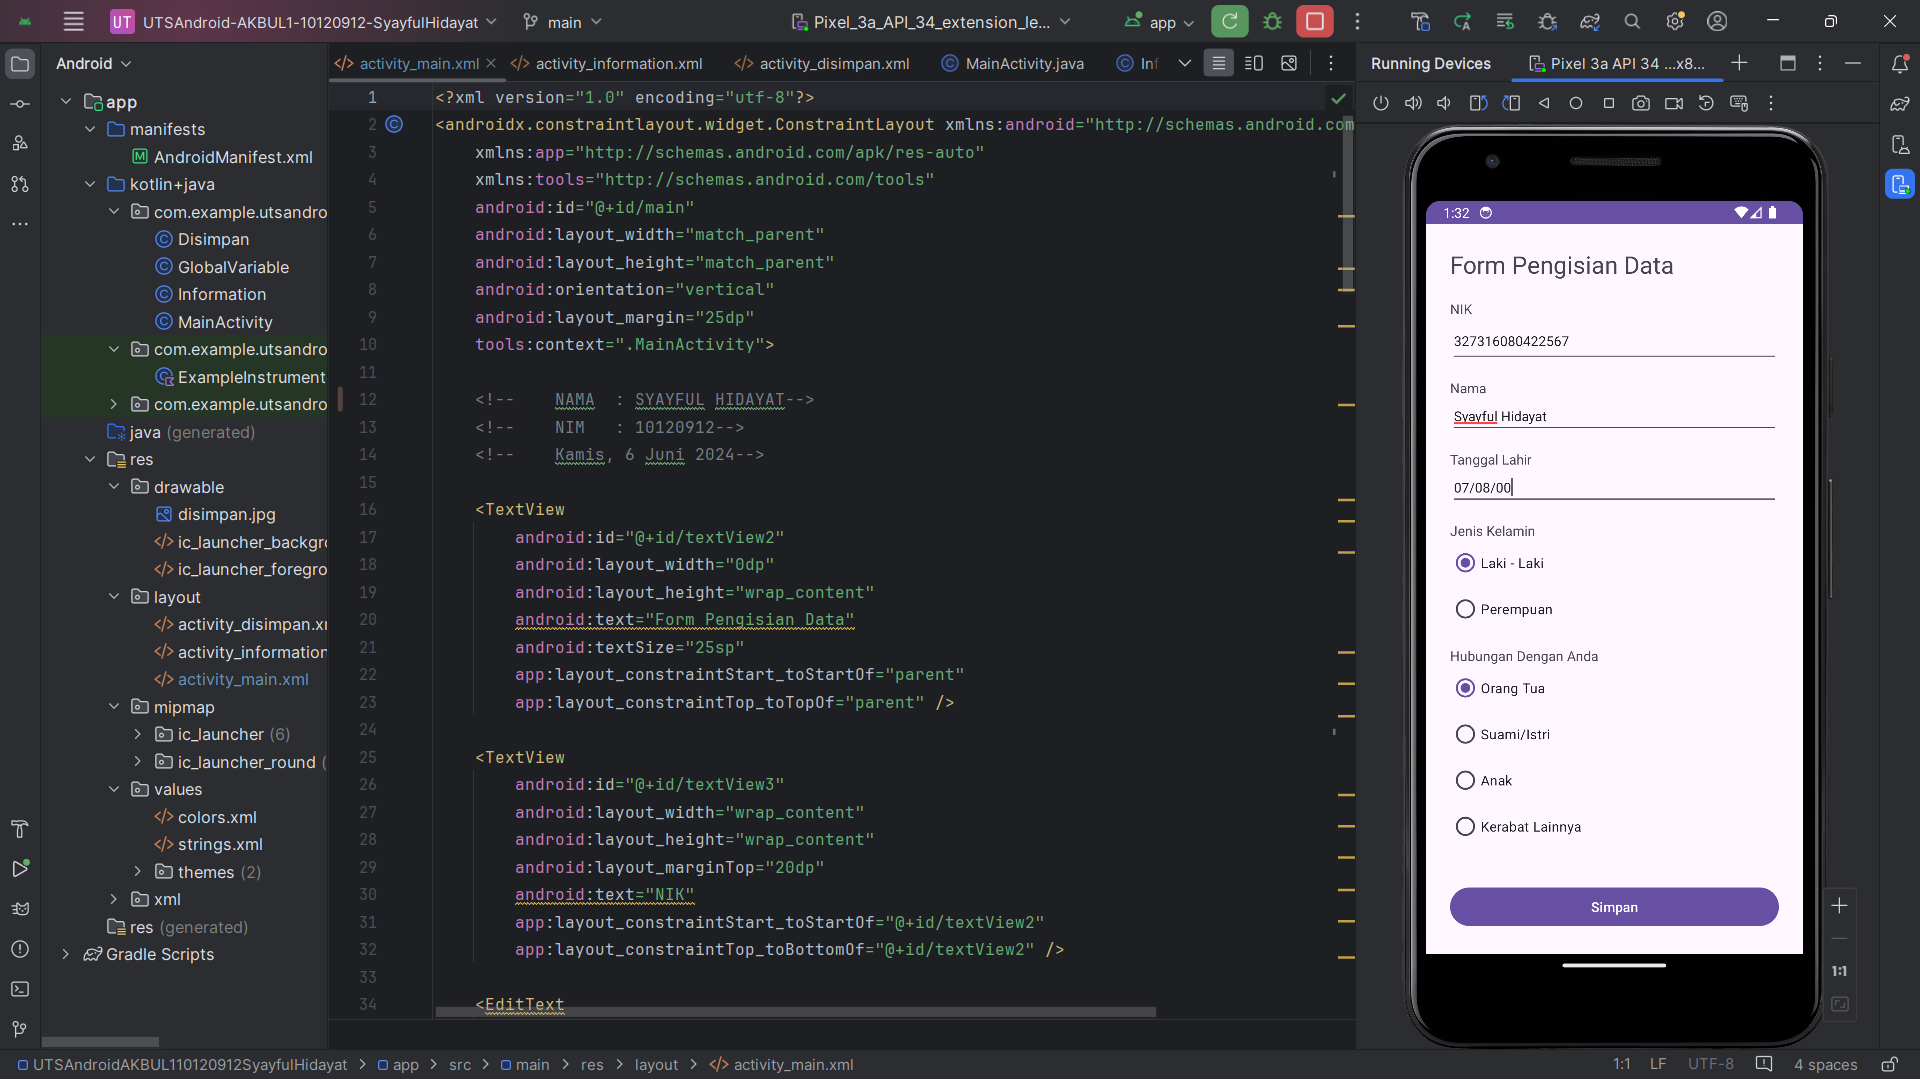 UT UTSAndroid-AKBUL1-10120912-SyayfulHidayat main Pixel_3a_API_34_extension_le... app
Android
app
manifests
AndroidManifest.xml
kotlin+java
com.example.utsandro
Disimpan
GlobalVariable
Information
MainActivity
com.example.utsandro
ExampleInstrument
com.example.utsandro
java (generated)
res
drawable
disimpan.jpg
ic_launcher_backgro
ic_launcher_foregro
layout
activity_disimpan.xm
activity_information
activity_main.xml
mipmap
ic_launcher (6)
ic_launcher_round (
values
colors.xml
strings.xml
themes (2)
xml
res (generated)
Gradle Scripts
activity_main.xml activity_information.xml activity_disimpan.xml MainActivity.java Inf
1 <?xml version="1.0" encoding="utf-8"?>
2 <androidx.constraintlayout.widget.ConstraintLayout xmlns:android="http://schemas.android.com
3 xmlns:app="http://schemas.android.com/apk/res-auto"
4 xmlns:tools="http://schemas.android.com/tools"
5 android:id="@+id/main"
6 android:layout_width="match_parent"
7 android:layout_height="match_parent"
8 android:orientation="vertical"
9 android:layout_margin="25dp"
10 tools:context=".MainActivity">
11
12 <!-- NAMA : SYAYFUL HIDAYAT-->
13 <!-- NIM : 10120912-->
14 <!-- Kamis, 6 Juni 2024-->
15
16 <TextView
17 android:id="@+id/textView2"
18 android:layout_width="0dp"
19 android:layout_height="wrap_content"
20 android:text="Form Pengisian Data"
21 android:textSize="25sp"
22 app:layout_constraintStart_toStartOf="parent"
23 app:layout_constraintTop_toTopOf="parent" />
24
25 <TextView
26 android:id="@+id/textView3"
27 android:layout_width="wrap_content"
28 android:layout_height="wrap_content"
29 android:layout_marginTop="20dp"
30 android:text="NIK"
31 app:layout_constraintStart_toStartOf="@+id/textView2"
32 app:layout_constraintTop_toBottomOf="@+id/textView2" />
33
34 <EditText
Running Devices Pixel 3a API 34 ...x8...
1:32
Form Pengisian Data
NIK
327316080422567
Nama
Syayful Hidayat
Tanggal Lahir
07/08/00
Jenis Kelamin
Laki - Laki
Perempuan
Hubungan Dengan Anda
Orang Tua
Suami/Istri
Anak
Kerabat Lainnya
Simpan
1:1
UTSAndroidAKBUL110120912SyayfulHidayat > app > src > main > res > layout > activity_main.xml 1:1 LF UTF-8 4 spaces